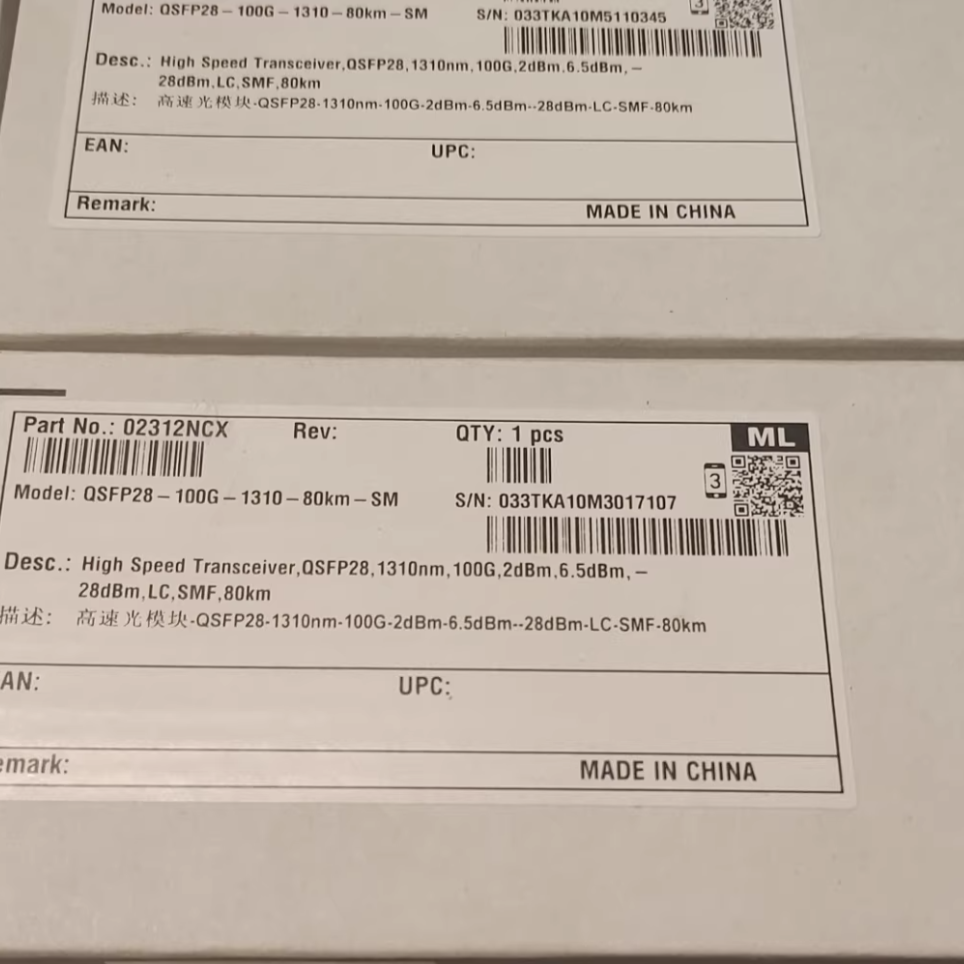 Model: QSFP28-100G-1310-80km-SM
S/N: 033TKA10M5110345
3
Desc.: High Speed Transceiver,QSFP28,1310nm,100G,2dBm,6.5dBm,-
28dBm,LC,SMF,80km
描述: 高速光模块-QSFP28-1310nm-100G-2dBm-6.5dBm--28dBm-LC-SMF-80km
EAN:
UPC:
Remark:
MADE IN CHINA
Part No.: 02312NCX
Rev:
QTY: 1 pcs
ML
3
Model: QSFP28-100G-1310-80km-SM
S/N: 033TKA10M3017107
Desc.: High Speed Transceiver,QSFP28,1310nm,100G,2dBm,6.5dBm,-
28dBm,LC,SMF,80km
描述: 高速光模块-QSFP28-1310nm-100G-2dBm-6.5dBm--28dBm-LC-SMF-80km
AN:
UPC:
emark:
MADE IN CHINA